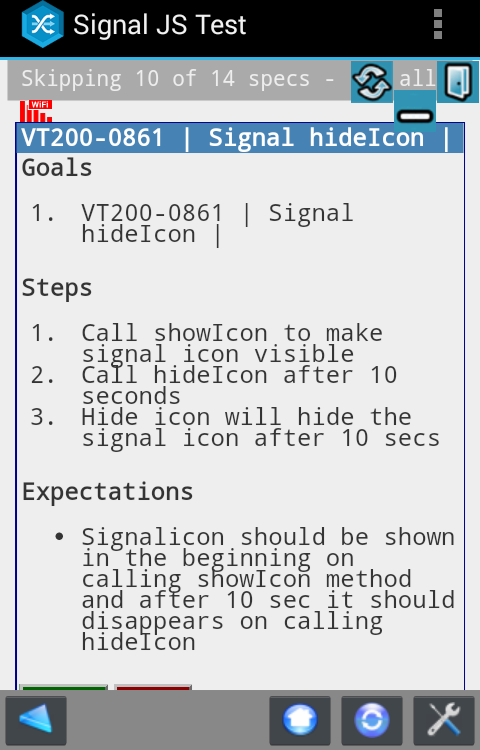 Signal JS Test
Skipping 10 of 14 specs - all
WiFi
VT200-0861 | Signal hideIcon |
Goals
1. VT200-0861 | Signal
hideIcon |
Steps
1. Call showIcon to make
signal icon visible
2. Call hideIcon after 10
seconds
3. Hide icon will hide the
signal icon after 10 secs
Expectations
• Signalicon should be shown
in the beginning on
calling showIcon method
and after 10 sec it should
disappears on calling
hideIcon